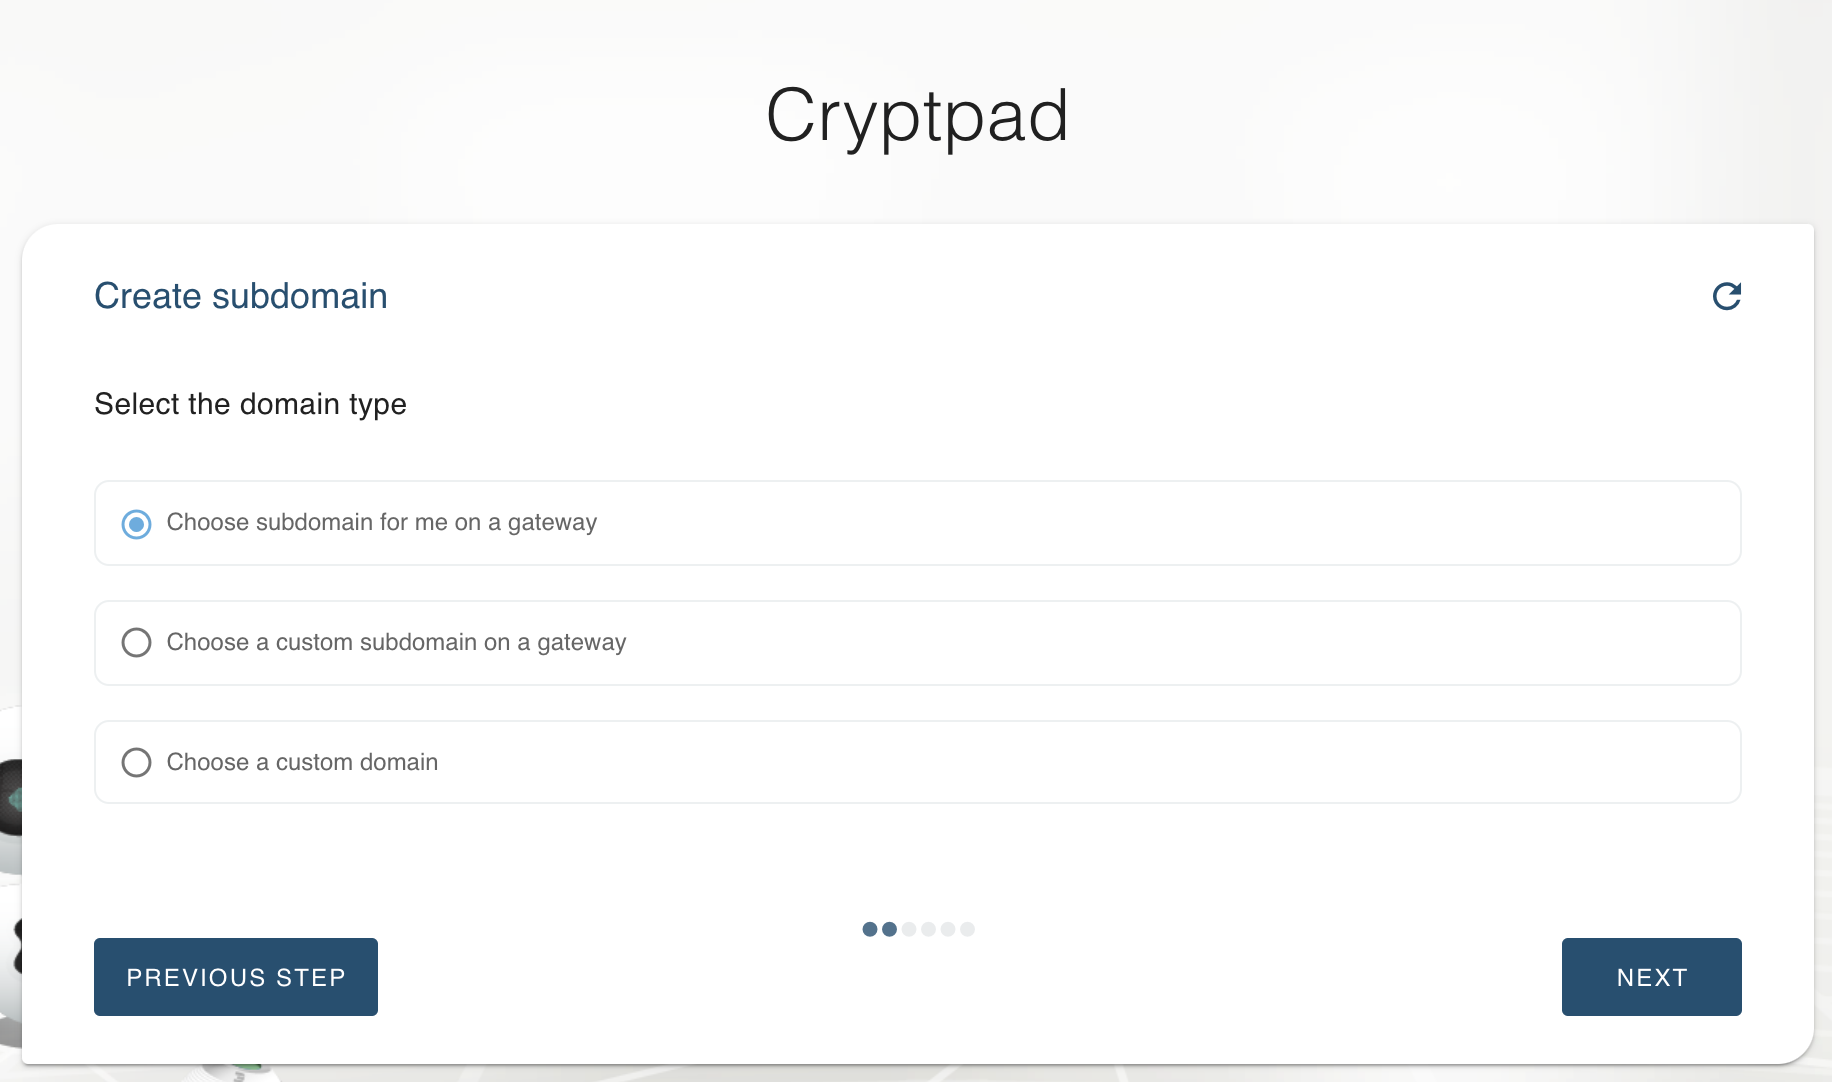 Cryptpad
Create subdomain
Select the domain type
Choose subdomain for me on a gateway
Choose a custom subdomain on a gateway
Choose a custom domain
PREVIOUS STEP
NEXT